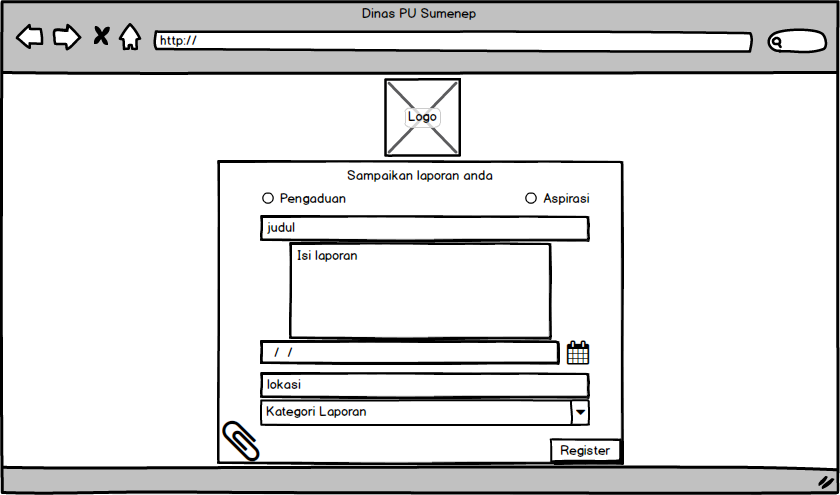 Dinas PU Sumenep
http://
Logo
Sampaikan laporan anda
Pengaduan
Aspirasi
judul
Isi laporan
/ /
lokasi
Kategori Laporan
Register